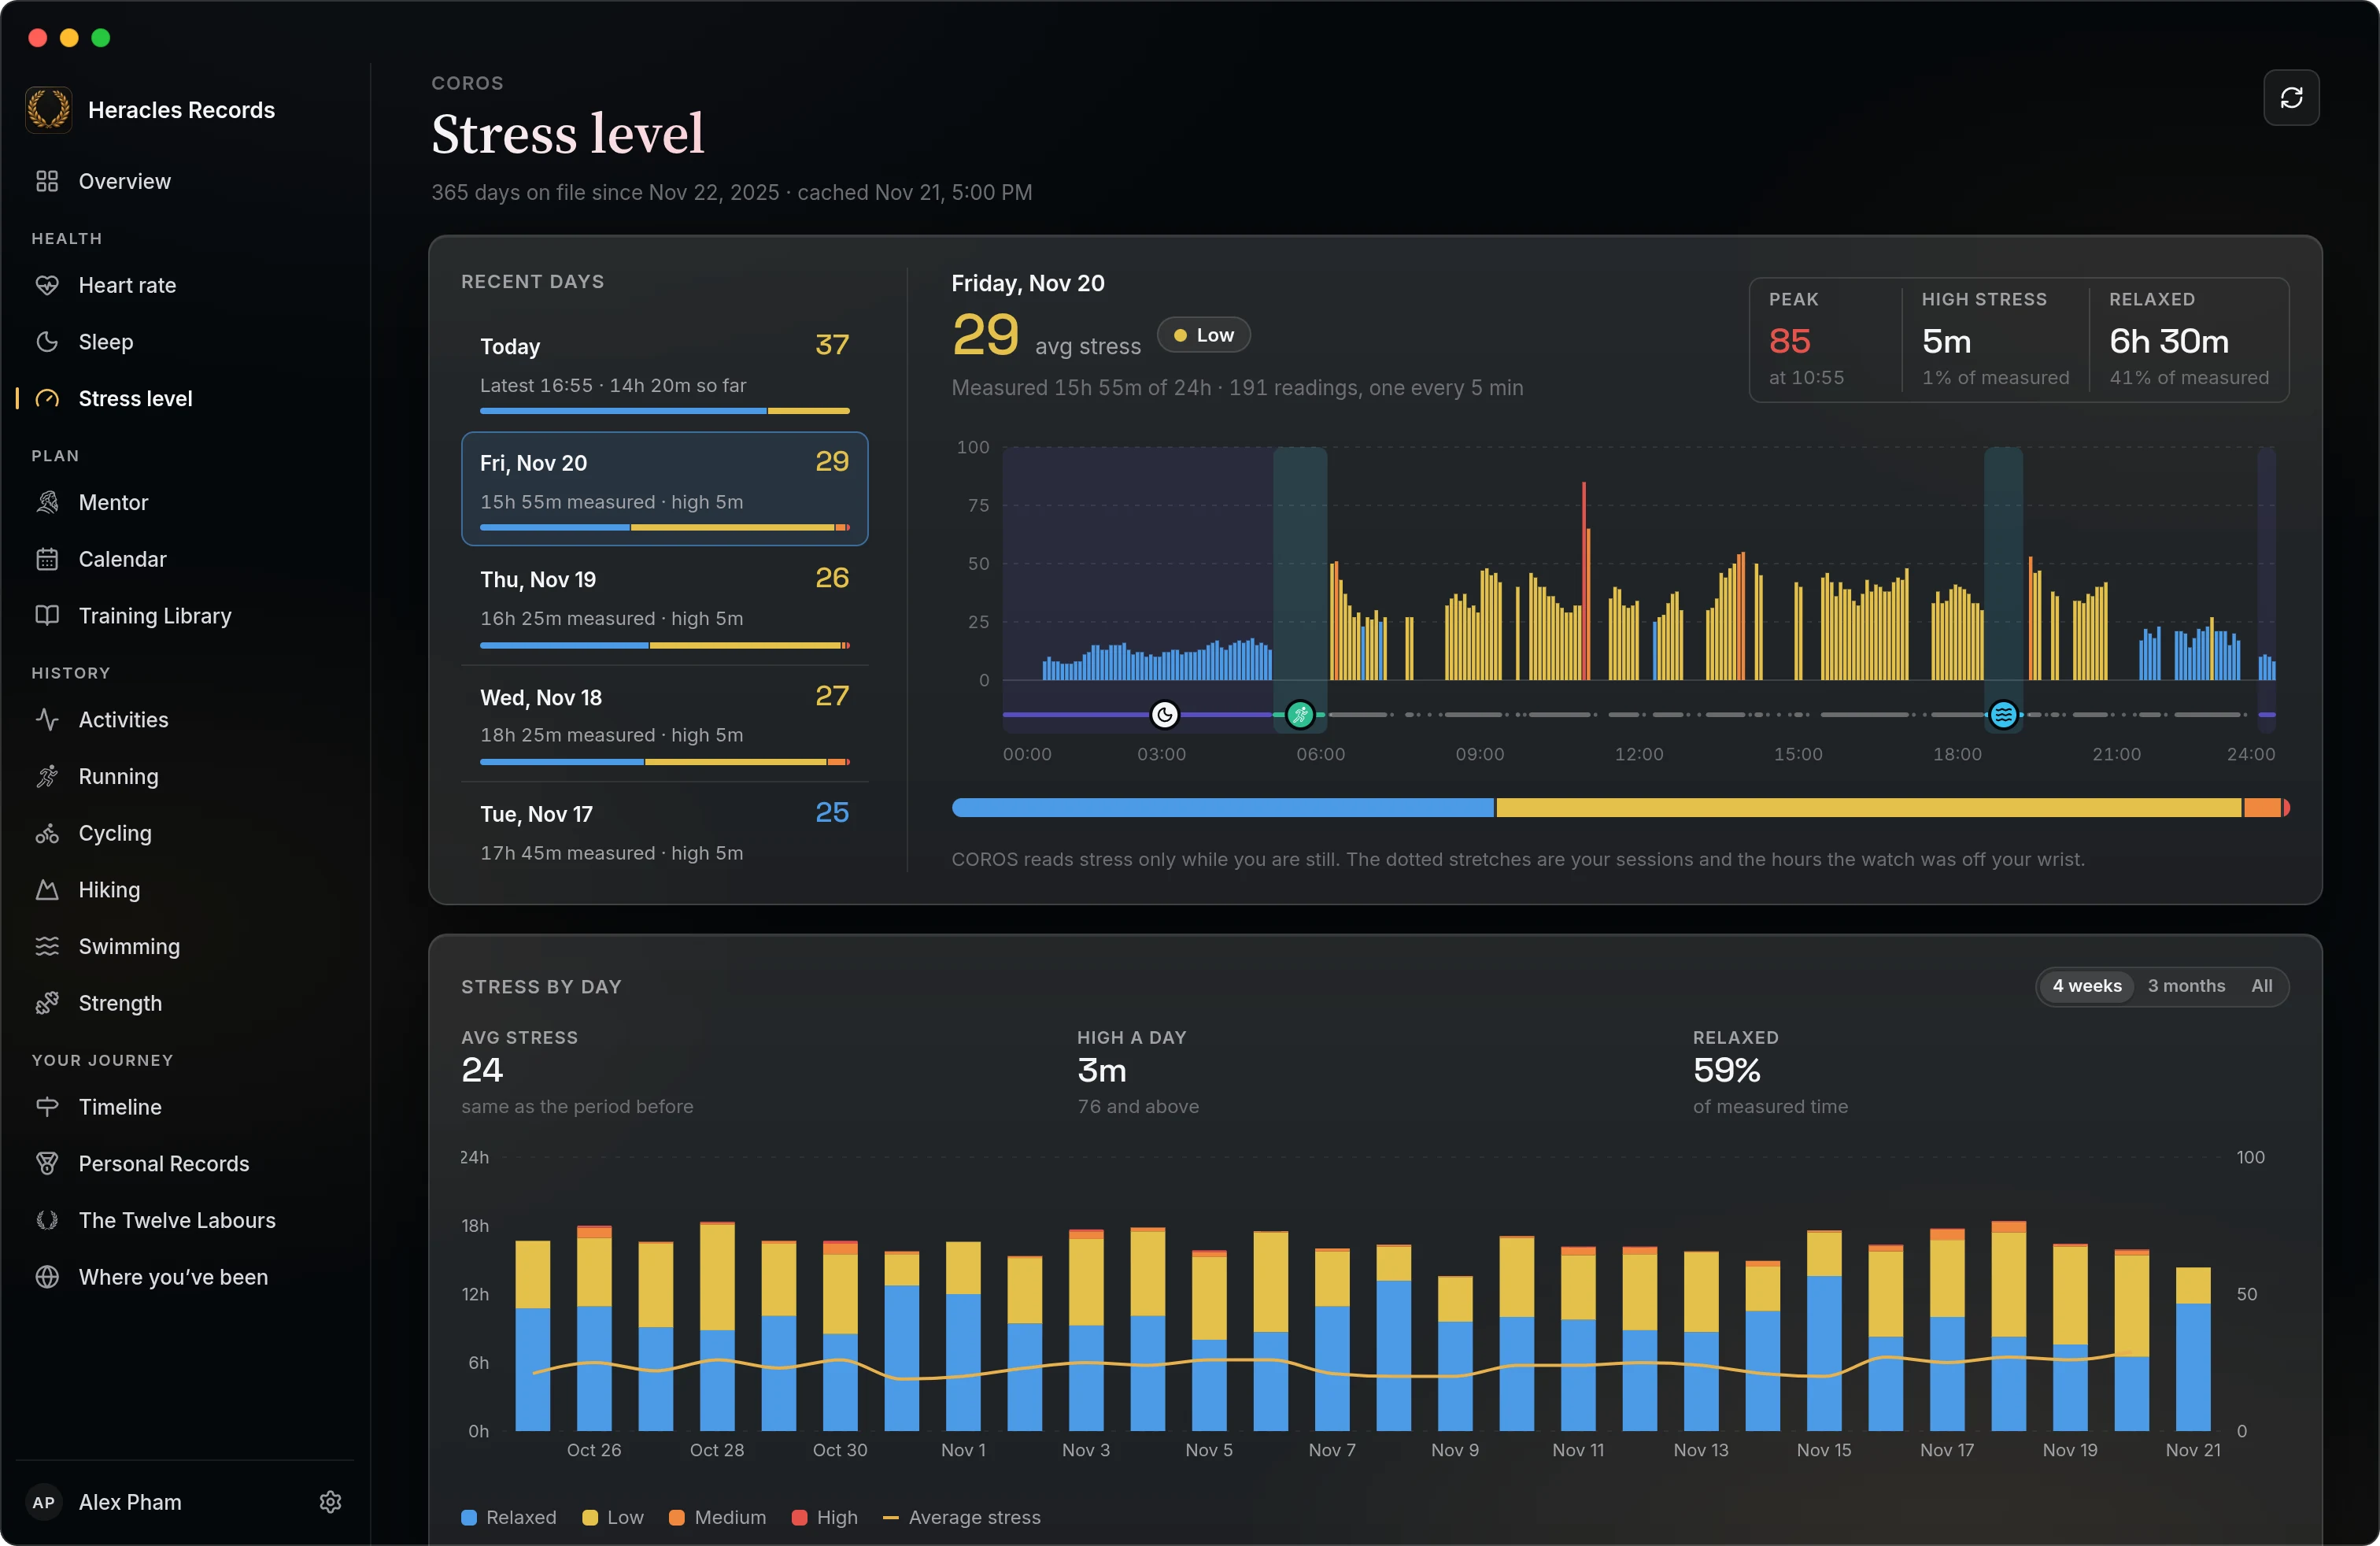 Heracles Records
Overview
HEALTH
Heart rate
Sleep
Stress level
PLAN
Mentor
Calendar
Training Library
HISTORY
Activities
Running
Cycling
Hiking
Swimming
Strength
YOUR JOURNEY
Timeline
Personal Records
The Twelve Labours
Where you’ve been
AP Alex Pham
COROS
Stress level
365 days on file since Nov 22, 2025 · cached Nov 21, 5:00 PM
RECENT DAYS
Today 37
Latest 16:55 · 14h 20m so far
Fri, Nov 20 29
15h 55m measured · high 5m
Thu, Nov 19 26
16h 25m measured · high 5m
Wed, Nov 18 27
18h 25m measured · high 5m
Tue, Nov 17 25
17h 45m measured · high 5m
Friday, Nov 20
29 avg stress Low
Measured 15h 55m of 24h · 191 readings, one every 5 min
PEAK
85
at 10:55
HIGH STRESS
5m
1% of measured
RELAXED
6h 30m
41% of measured
100
75
50
25
0
00:00 03:00 06:00 09:00 12:00 15:00 18:00 21:00 24:00
COROS reads stress only while you are still. The dotted stretches are your sessions and the hours the watch was off your wrist.
STRESS BY DAY
4 weeks 3 months All
AVG STRESS
24
same as the period before
HIGH A DAY
3m
76 and above
RELAXED
59%
of measured time
24h 100
18h
12h 50
6h
0h 0
Oct 26 Oct 28 Oct 30 Nov 1 Nov 3 Nov 5 Nov 7 Nov 9 Nov 11 Nov 13 Nov 15 Nov 17 Nov 19 Nov 21
Relaxed Low Medium High Average stress